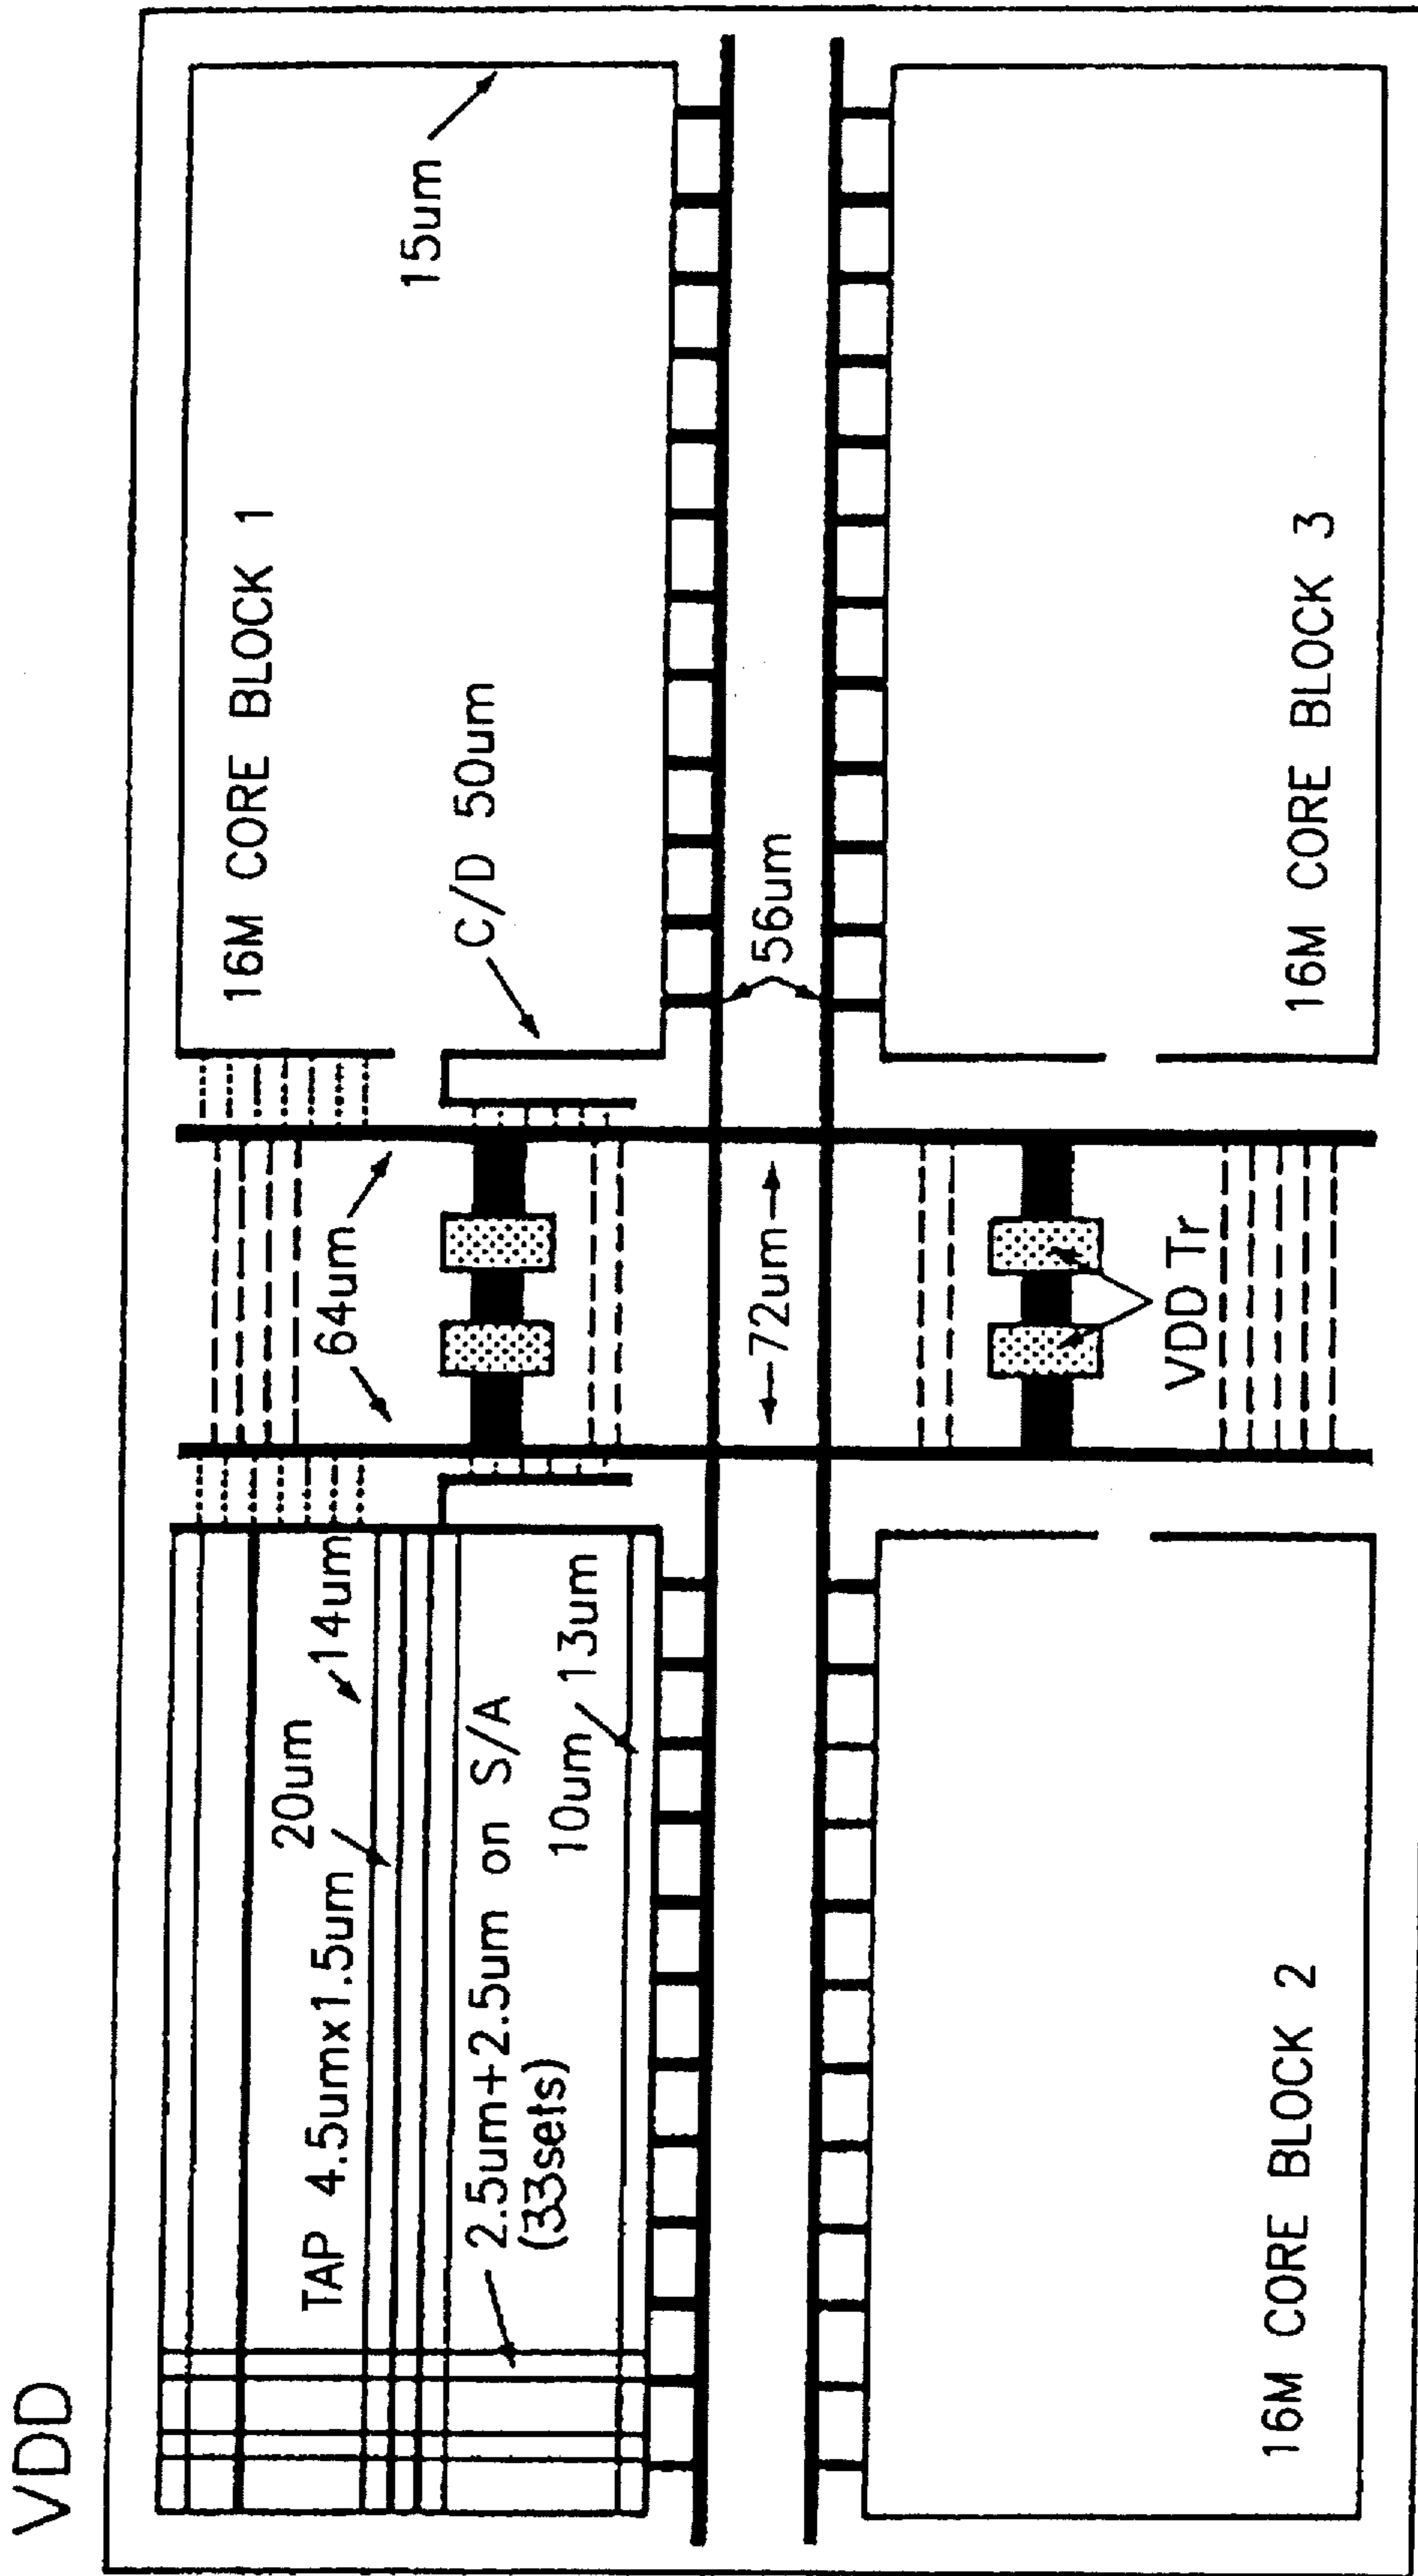 VDD
16M CORE BLOCK 1
15um
C/D 50um
64um
14um
20um
TAP 4.5umx1.5um
2.5um+2.5um on S/A
(33sets)
10um 13um
56um
72um
VDD Tr
16M CORE BLOCK 2
16M CORE BLOCK 3